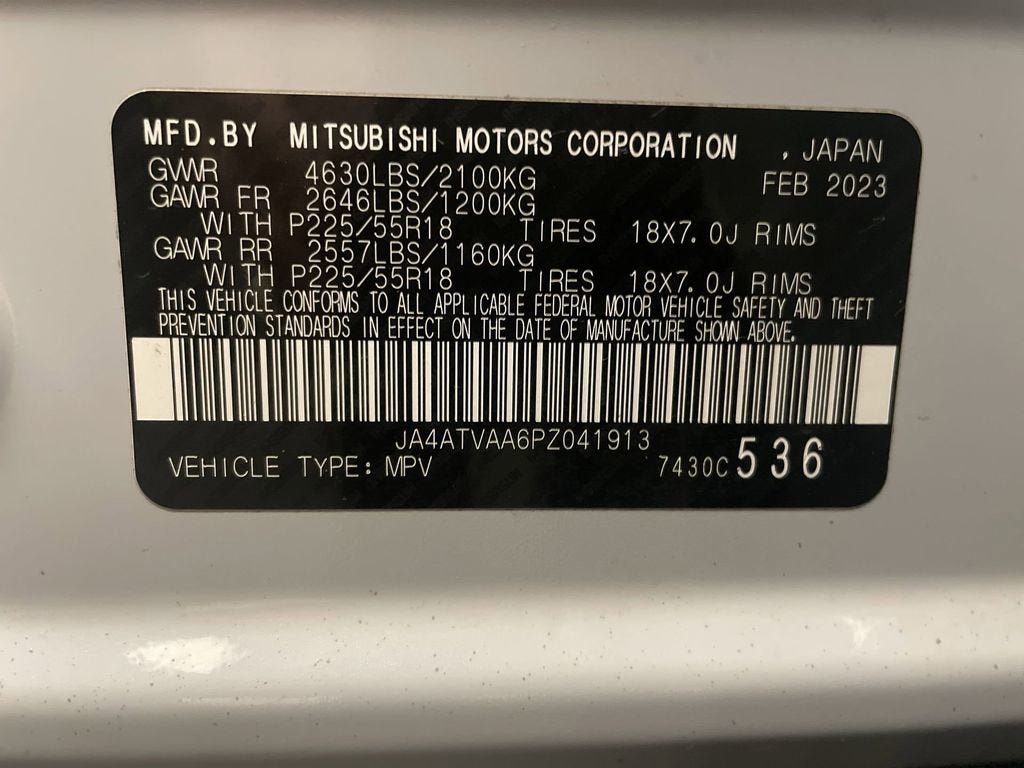 MFD.BY MITSUBISHI MOTORS CORPORATION , JAPAN
GWWR 4630LBS/2100KG FEB 2023
GAWR FR 2646LBS/1200KG
WITH P225/55R18 TIRES 18X7.0J RIMS
GAWR RR 2557LBS/1160KG
WITH P225/55R18 TIRES 18X7.0J RIMS
THIS VEHICLE CONFORMS TO ALL APPLICABLE FEDERAL MOTOR VEHICLE SAFETY AND THEFT
PREVENTION STANDARDS IN EFFECT ON THE DATE OF MANUFACTURE SHOWN ABOVE.
JA4ATVAA6PZ041913
VEHICLE TYPE: MPV 7430C 536